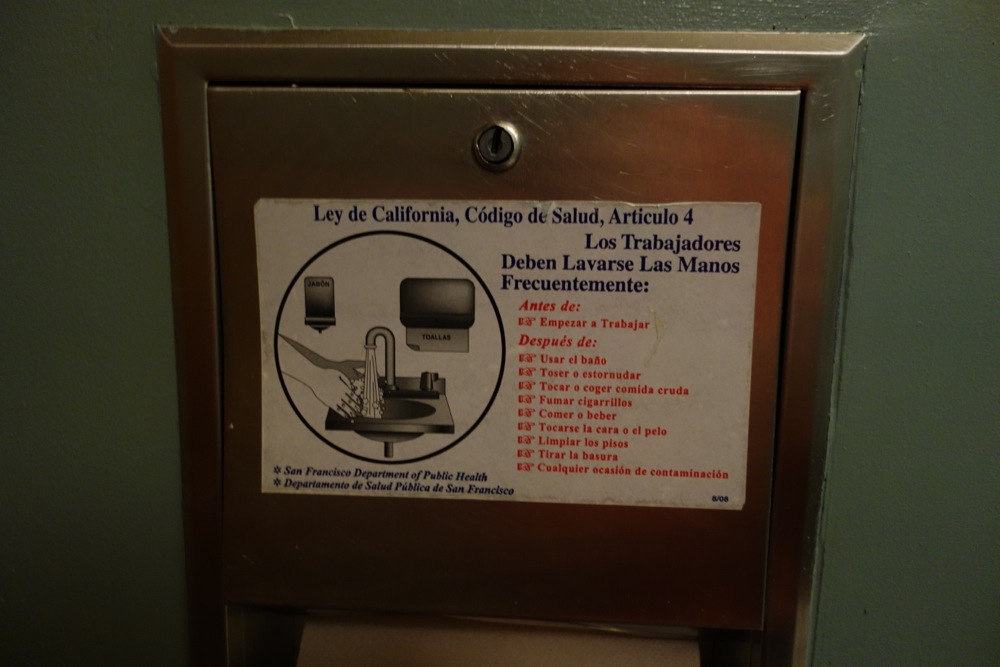 Ley de California, Código de Salud, Articulo 4
Los Trabajadores
Deben Lavarse Las Manos
Frecuentemente:
JABÓN
TOALLAS
Antes de:
Empezar a Trabajar
Después de:
Usar el baño
Toser o estornudar
Tocar o coger comida cruda
Fumar cigarrillos
Comer o beber
Tocarse la cara o el pelo
Limpiar los pisos
Tirar la basura
Cualquier ocasión de contaminación
San Francisco Department of Public Health
Departamento de Salud Pública de San Francisco
8/08